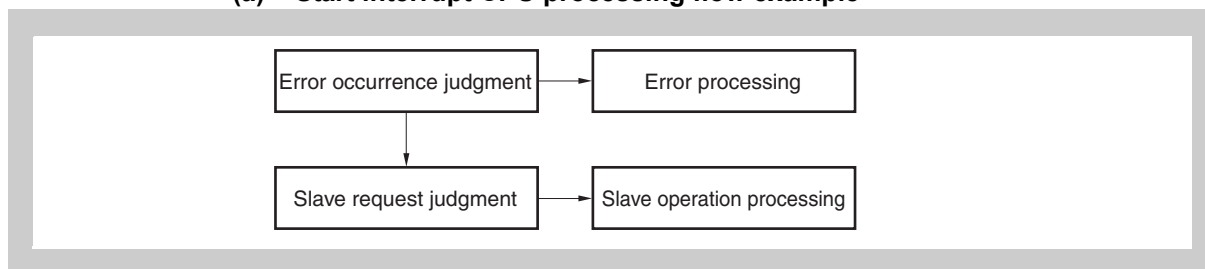 Error occurrence judgment
Error processing
Slave request judgment
Slave operation processing